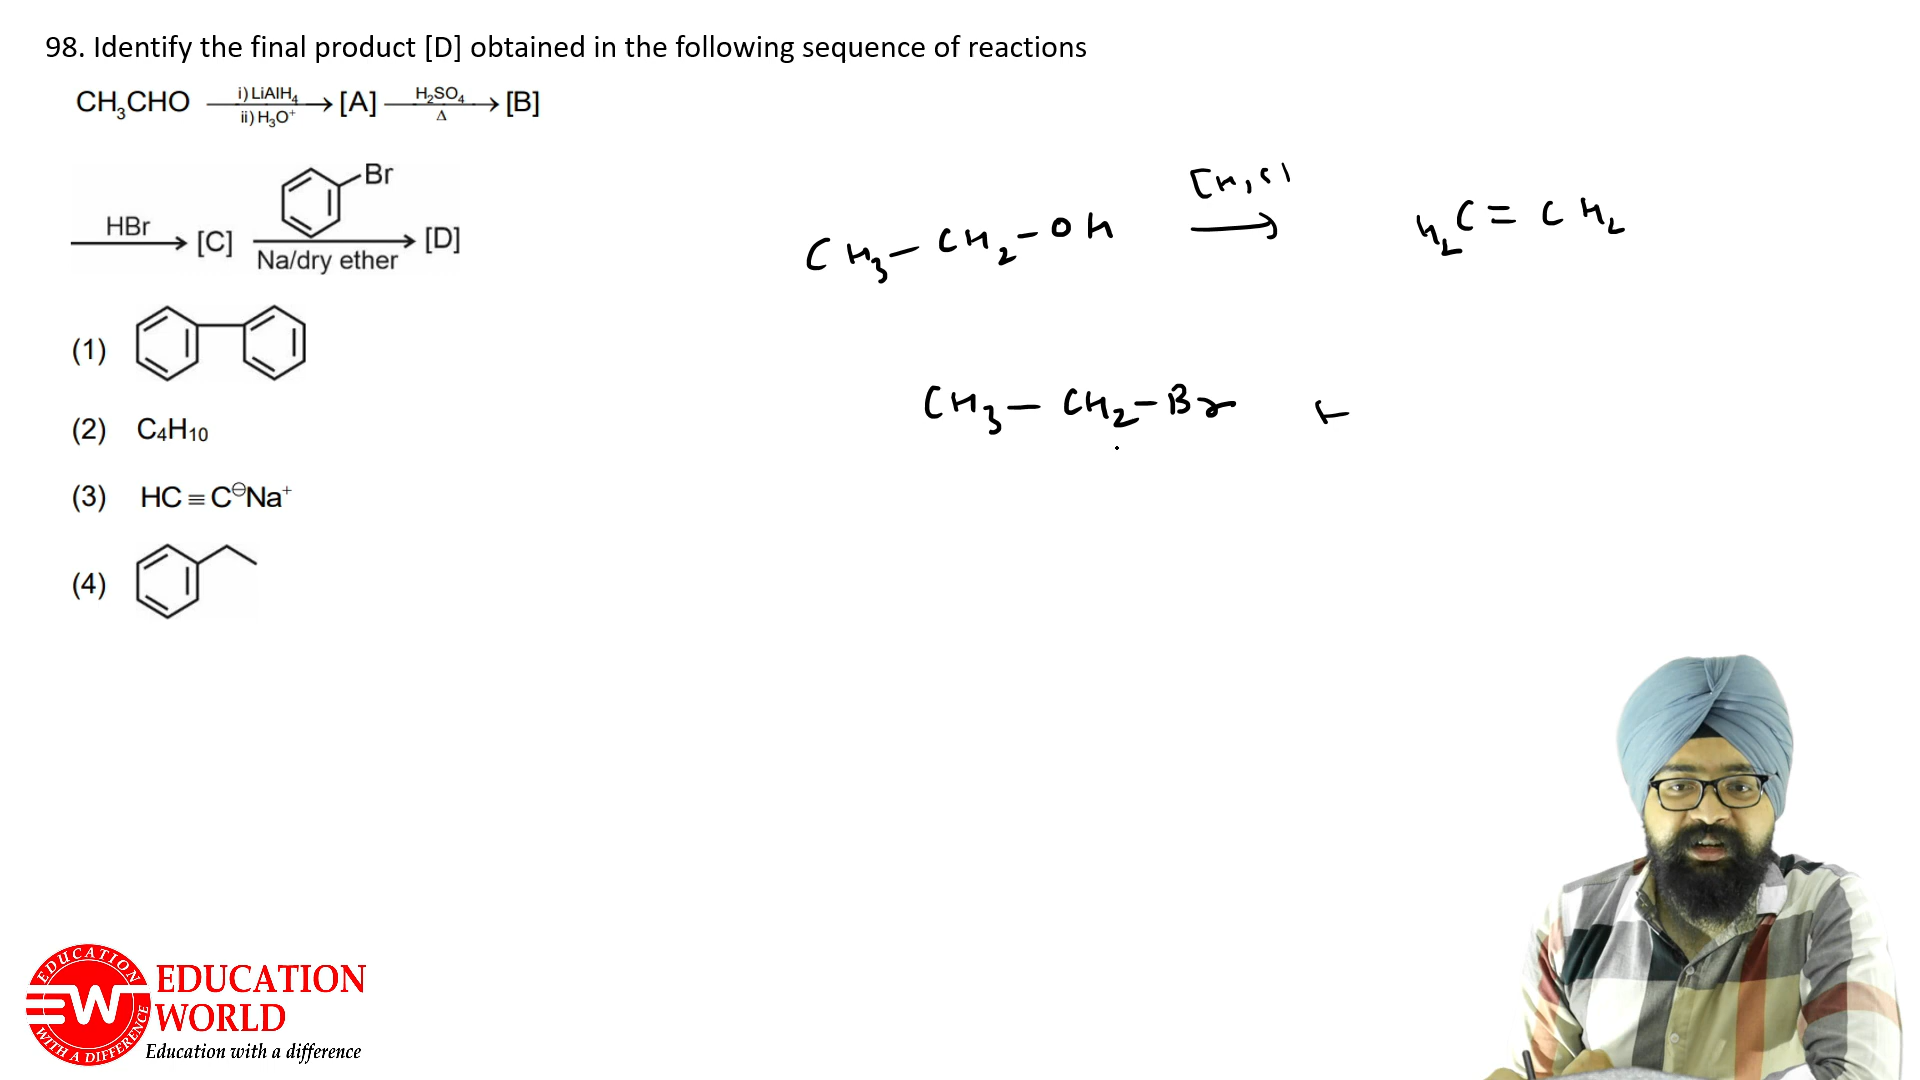 98. Identify the final product [D] obtained in the following sequence of reactions
CH₃CHO i) LiAlH₄ ii) H₃O⁺ → [A] H₂SO₄ Δ → [B]
HBr → [C] Br Na/dry ether → [D]
(1)
(2) C₄H₁₀
(3) HC≡C⊖Na⁺
(4)
CH₃–CH₂–OH → H₂C=CH₂
CH₃–CH₂–Br +
EDUCATION
WITH A DIFFERENCE
EW
EDUCATION
WORLD
Education with a difference